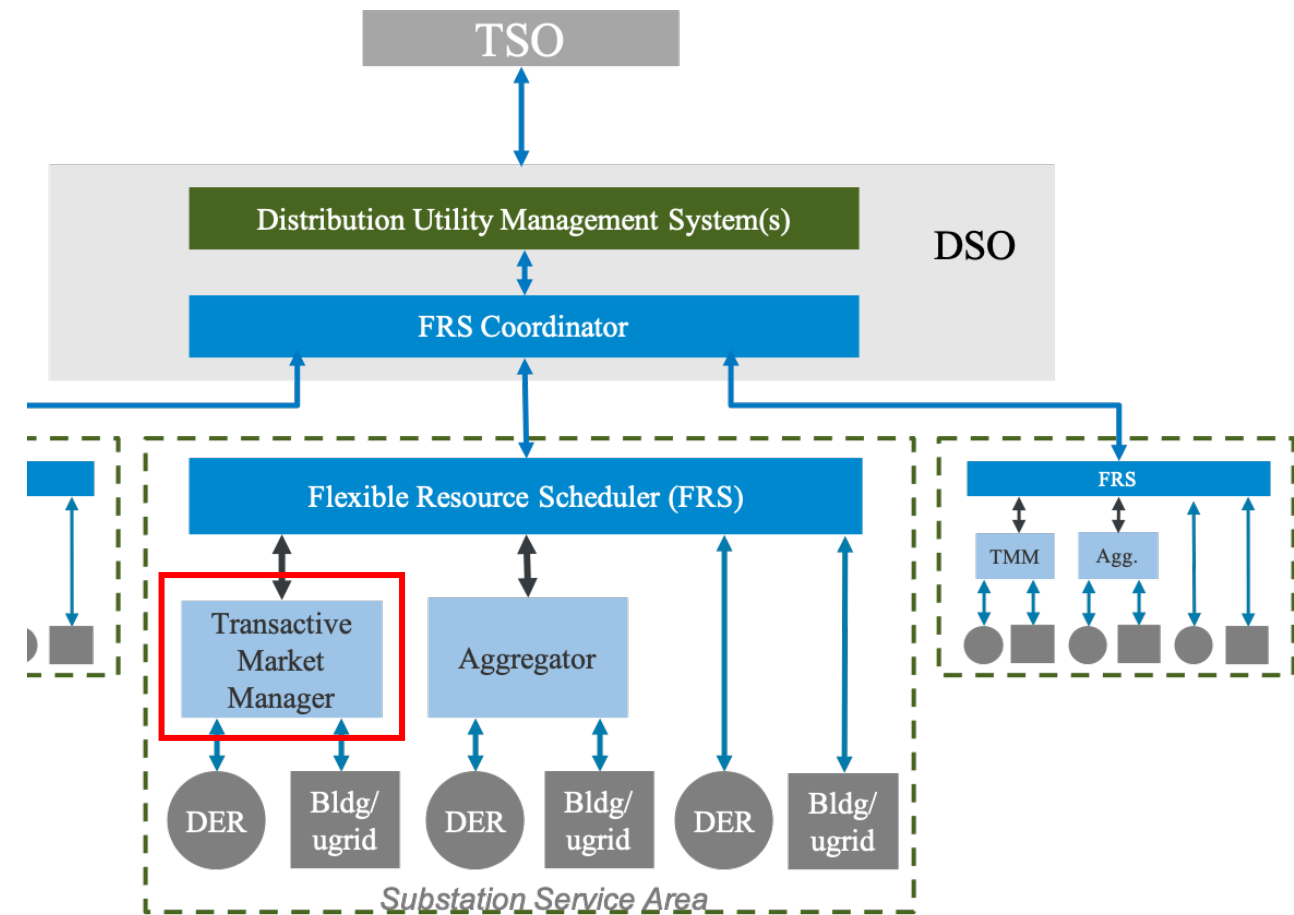 TSO
Distribution Utility Management System(s)
DSO
FRS Coordinator
Flexible Resource Scheduler (FRS)
FRS
Transactive
Market
Manager
Aggregator
TMM
Agg.
DER
Bldg/
ugrid
DER
Bldg/
ugrid
DER
Bldg/
ugrid
Substation Service Area